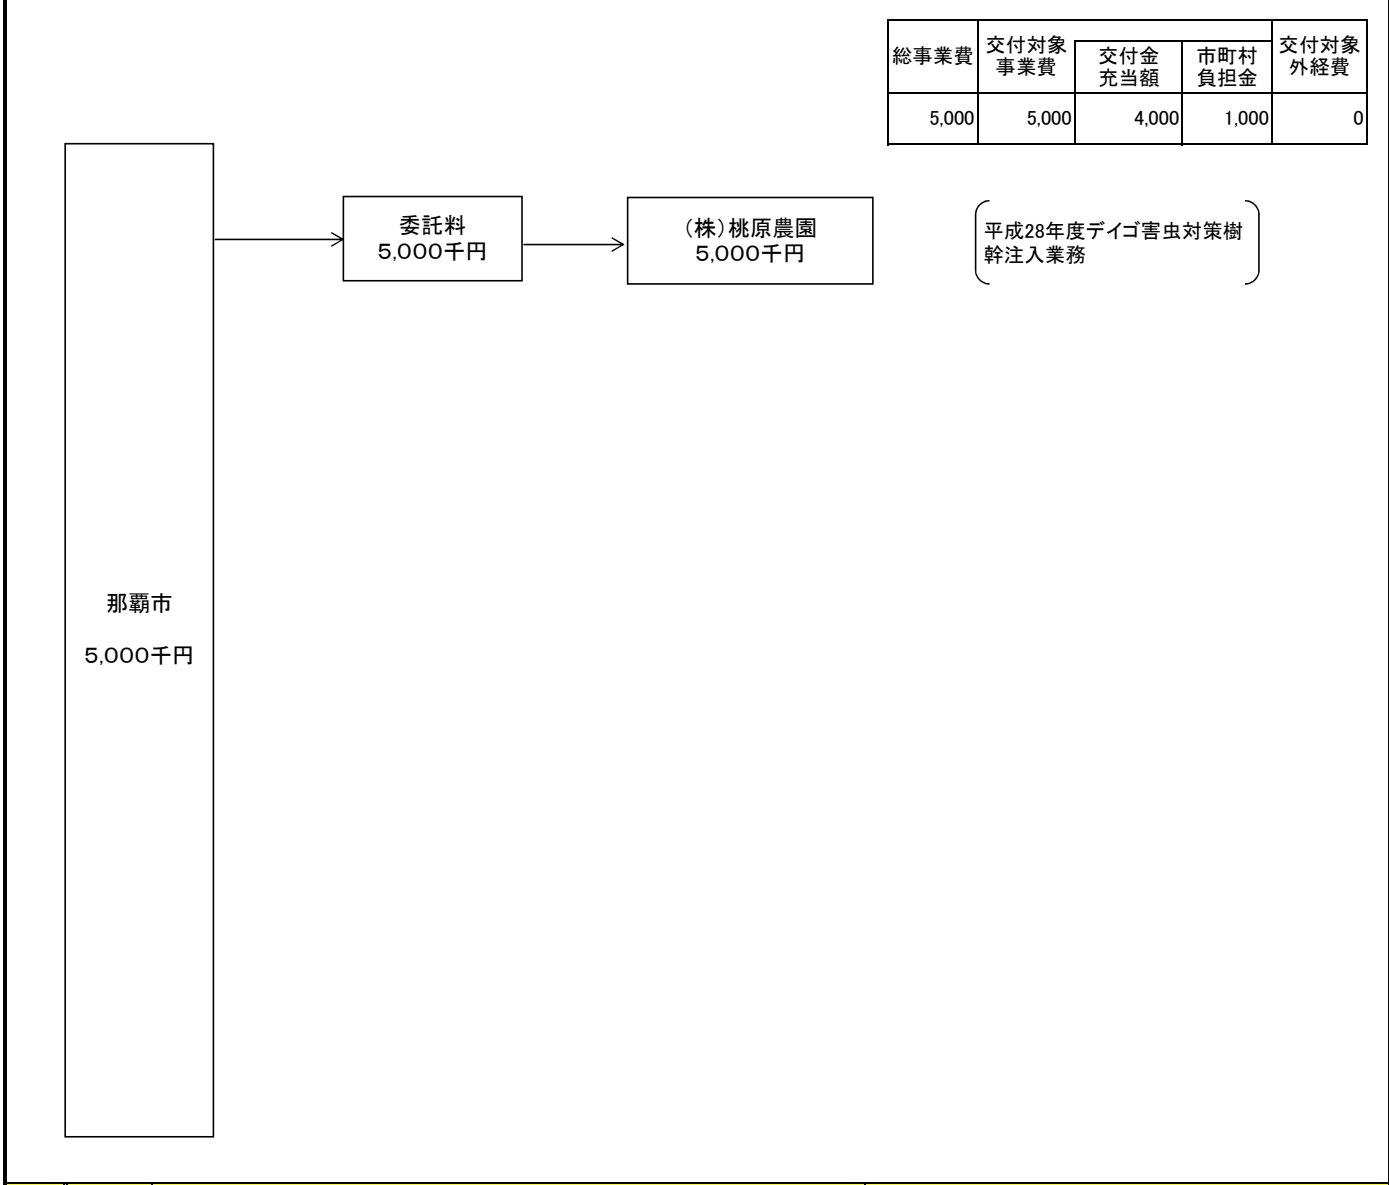 総事業費
交付対象
事業費
交付金
充当額
市町村
負担金
交付対象
外経費
5,000
5,000
4,000
1,000
0
委託料
5,000千円
(株)桃原農園
5,000千円
平成28年度デイゴ害虫対策樹
幹注入業務
那覇市
5,000千円